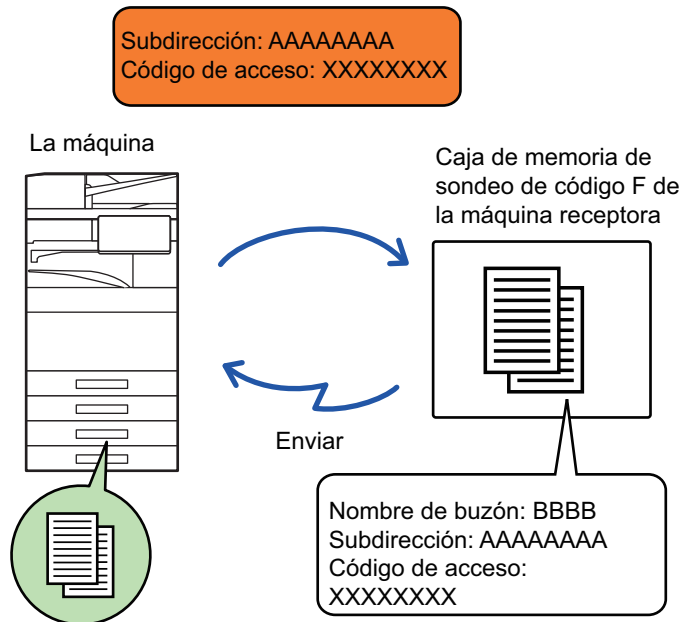 Subdirección: AAAAAAAA
Código de acceso: XXXXXXXX
La máquina
Caja de memoria de
sondeo de código F de
la máquina receptora
Enviar
Nombre de buzón: BBBB
Subdirección: AAAAAAAA
Código de acceso:
XXXXXXXX